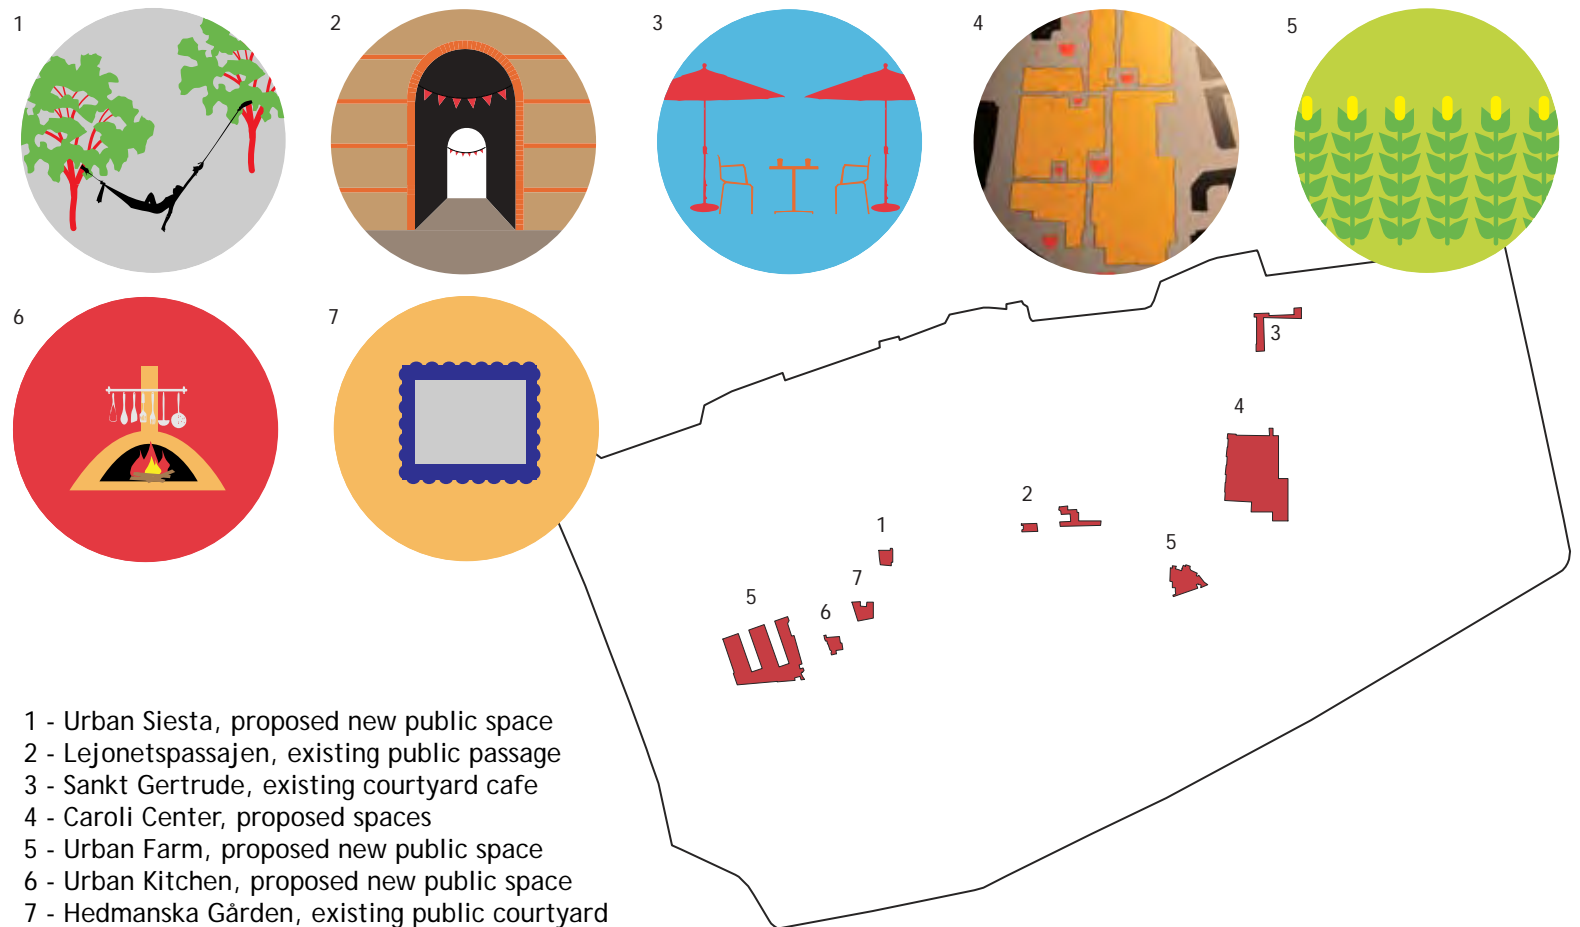 1
2
3
4
5
6
7
3
4
2
1
5
7
5
6
1 - Urban Siesta, proposed new public space
2 - Lejonetspassajen, existing public passage
3 - Sankt Gertrude, existing courtyard cafe
4 - Caroli Center, proposed spaces
5 - Urban Farm, proposed new public space
6 - Urban Kitchen, proposed new public space
7 - Hedmanska Gården, existing public courtyard